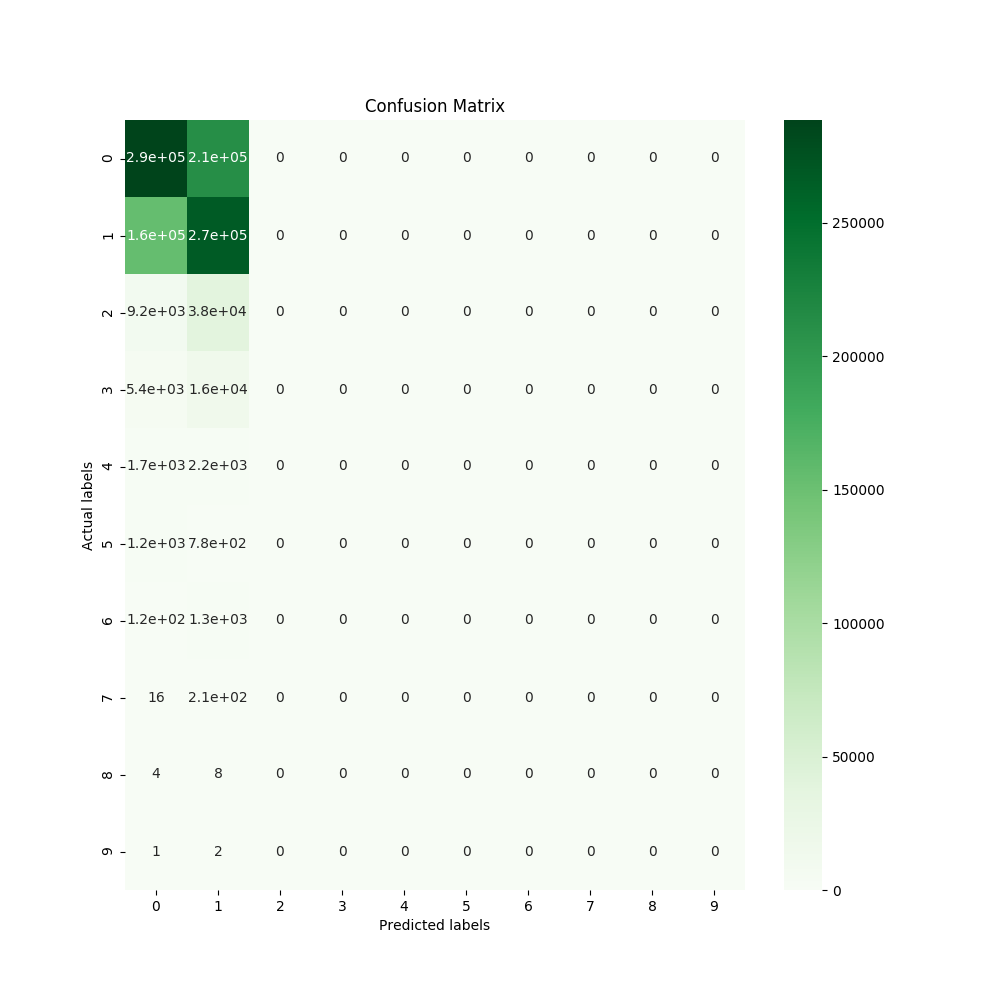 Confusion Matrix
0 2.9e+05 2.1e+05 0 0 0 0 0 0 0 0
1 1.6e+05 2.7e+05 0 0 0 0 0 0 0 0
2 9.2e+03 3.8e+04 0 0 0 0 0 0 0 0
3 5.4e+03 1.6e+04 0 0 0 0 0 0 0 0
4 1.7e+03 2.2e+03 0 0 0 0 0 0 0 0
5 1.2e+03 7.8e+02 0 0 0 0 0 0 0 0
6 1.2e+02 1.3e+03 0 0 0 0 0 0 0 0
7 16 2.1e+02 0 0 0 0 0 0 0 0
8 4 8 0 0 0 0 0 0 0 0
9 1 2 0 0 0 0 0 0 0 0
0 1 2 3 4 5 6 7 8 9
Predicted labels
Actual labels
250000
200000
150000
100000
50000
0